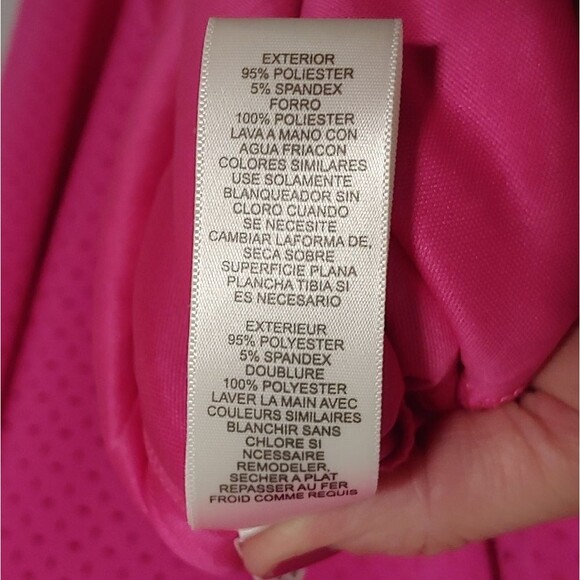 EXTERIOR
95% POLIESTER
5% SPANDEX
FORRO
100% POLIESTER
LAVA A MANO CON
AGUA FRIACON
COLORES SIMILARES
USE SOLAMENTE
BLANQUEADOR SIN
CLORO CUANDO
SE NECESITE
CAMBIAR LAFORMA DE,
SECA SOBRE
SUPERFICIE PLANA
PLANCHA TIBIA SI
ES NECESARIO
EXTERIEUR
95% POLYESTER
5% SPANDEX
DOUBLURE
100% POLYESTER
LAVER LA MAIN AVEC
COULEURS SIMILAIRES
BLANCHIR SANS
CHLORE SI
NCESSAIRE
REMODELER,
SECHER A PLAT
REPASSER AU FER
FROID COMME REQUIS